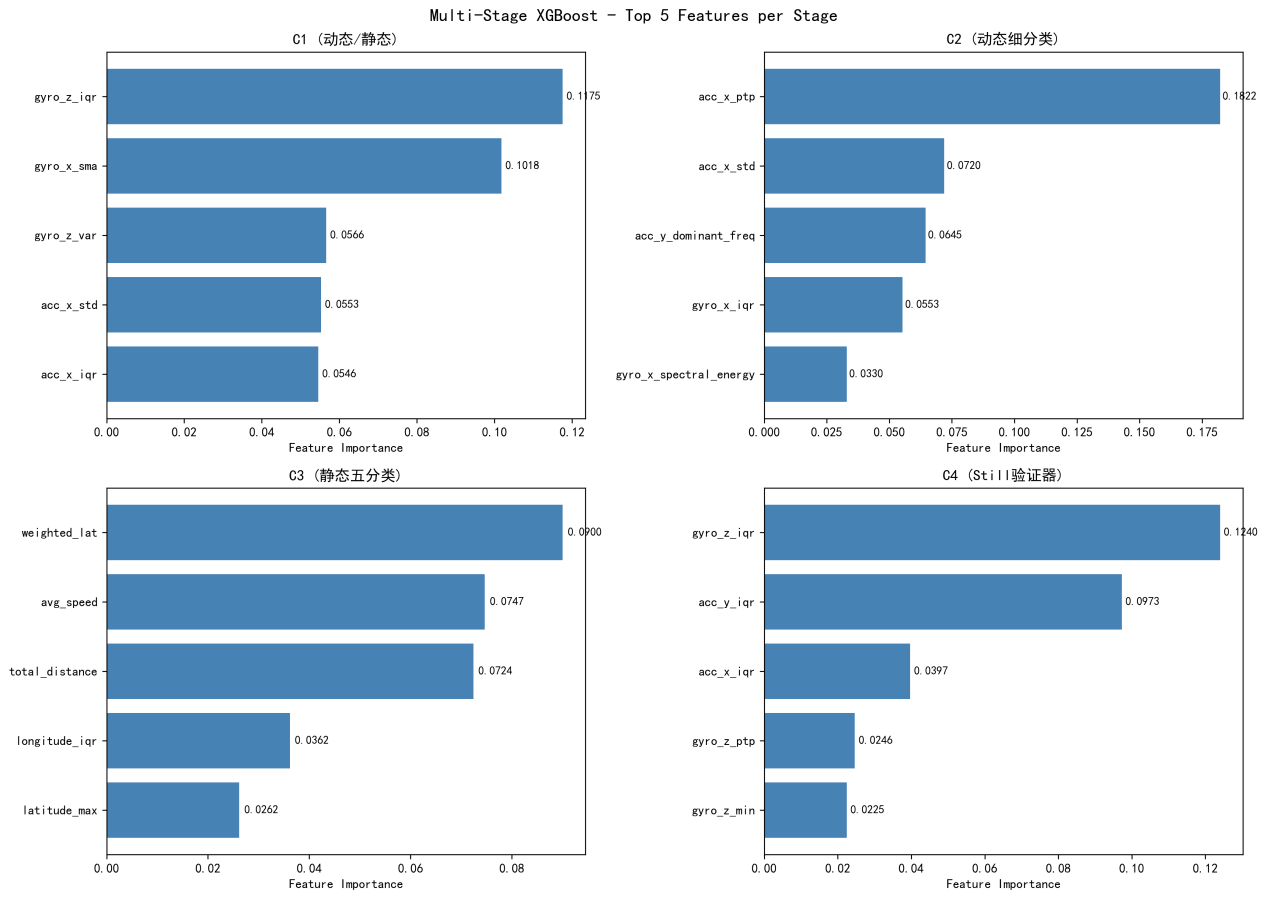 Multi-Stage XGBoost - Top 5 Features per Stage
C1 (动态/静态)
gyro_z_iqr
0.1175
gyro_x_sma
0.1018
gyro_z_var
0.0566
acc_x_std
0.0553
acc_x_iqr
0.0546
0.00 0.02 0.04 0.06 0.08 0.10 0.12
Feature Importance
C2 (动态细分类)
acc_x_ptp
0.1822
acc_x_std
0.0720
acc_y_dominant_freq
0.0645
gyro_x_iqr
0.0553
gyro_x_spectral_energy
0.0330
0.000 0.025 0.050 0.075 0.100 0.125 0.150 0.175
Feature Importance
C3 (静态五分类)
weighted_lat
0.0900
avg_speed
0.0747
total_distance
0.0724
longitude_iqr
0.0362
latitude_max
0.0262
0.00 0.02 0.04 0.06 0.08
Feature Importance
C4 (Still验证器)
gyro_z_iqr
0.1240
acc_y_iqr
0.0973
acc_x_iqr
0.0397
gyro_z_ptp
0.0246
gyro_z_min
0.0225
0.00 0.02 0.04 0.06 0.08 0.10 0.12
Feature Importance